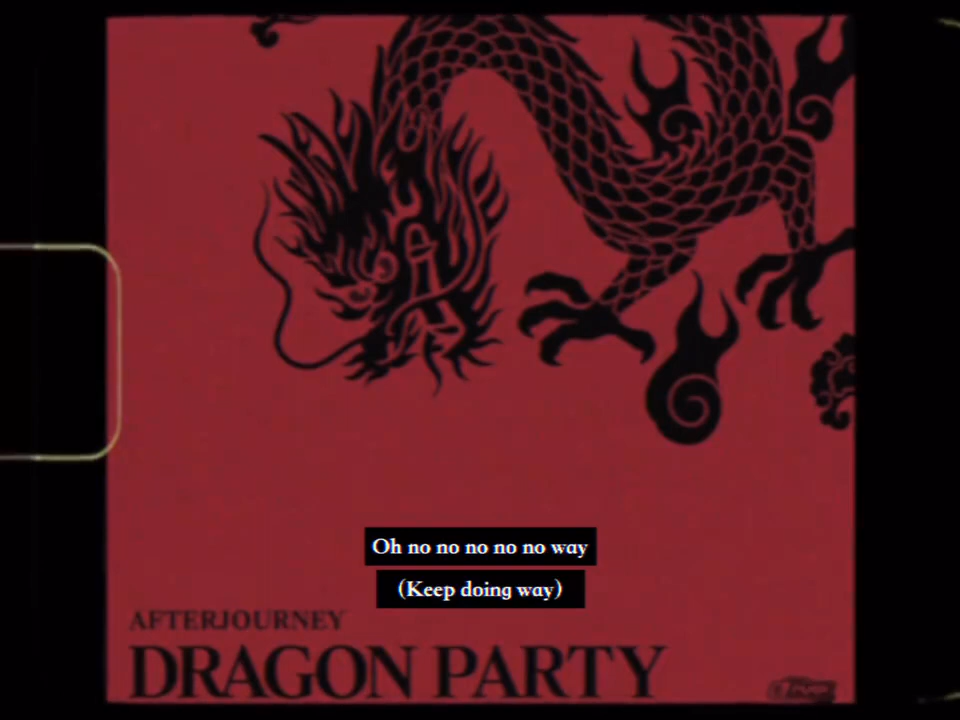 Oh no no no no no way
(Keep doing way)
AFTERJOURNEY
DRAGON PARTY